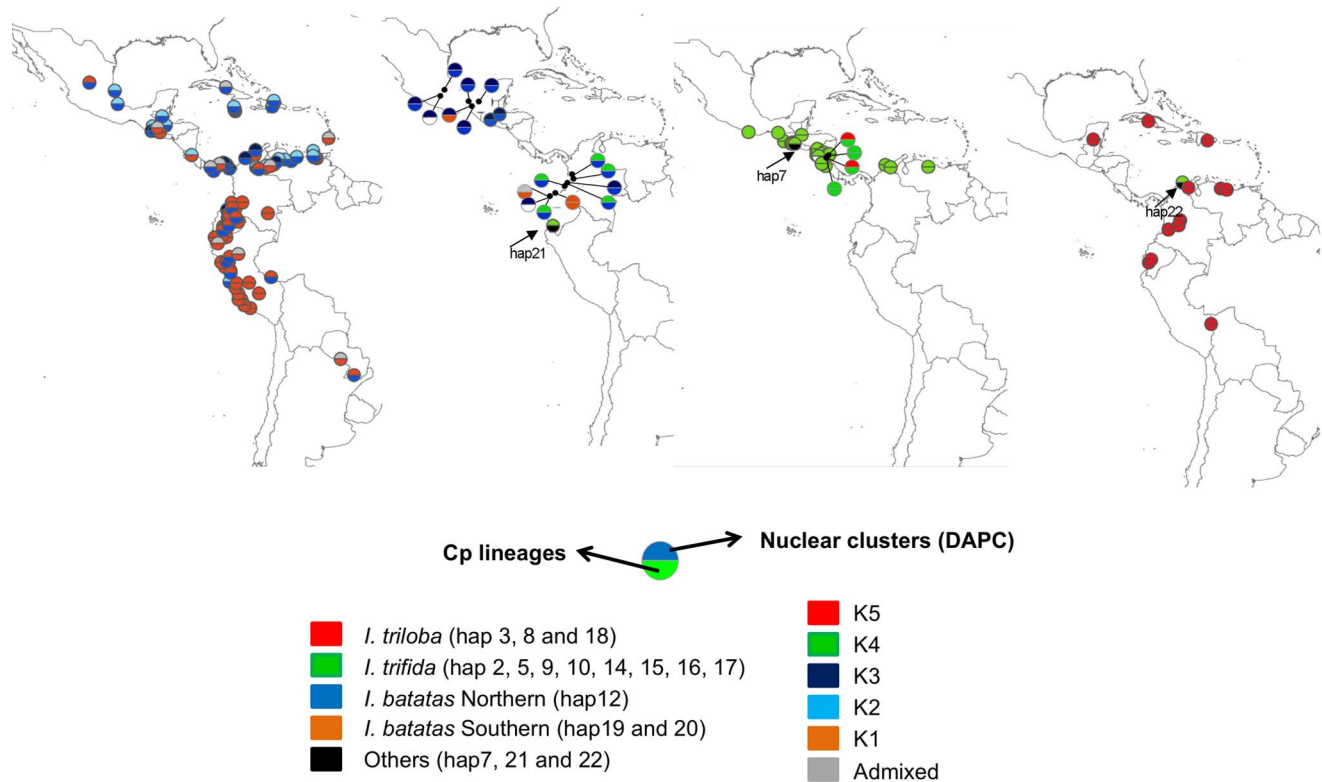 hap7
hap22
hap21
Cp lineages
Nuclear clusters (DAPC)
I. triloba (hap 3, 8 and 18)
I. trifida (hap 2, 5, 9, 10, 14, 15, 16, 17)
I. batatas Northern (hap12)
I. batatas Southern (hap19 and 20)
Others (hap7, 21 and 22)
K5
K4
K3
K2
K1
Admixed